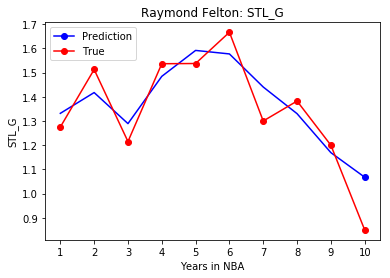 Raymond Felton: STL_G
Prediction
True
1.7
1.6
1.5
1.4
1.3
1.2
1.1
1.0
0.9
STL_G
1 2 3 4 5 6 7 8 9 10
Years in NBA